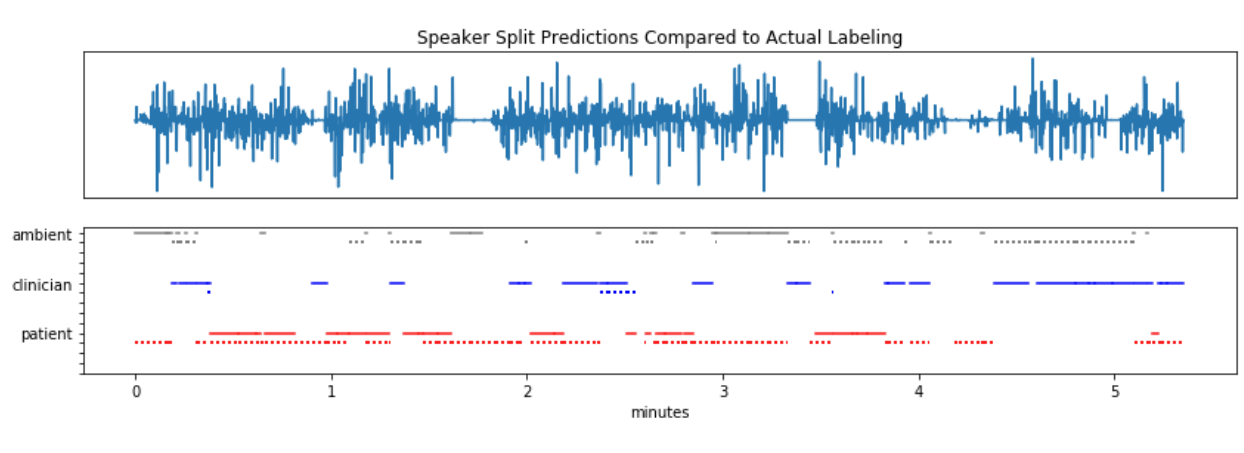 Speaker Split Predictions Compared to Actual Labeling
ambient
clinician
patient
0 1 2 3 4 5
minutes